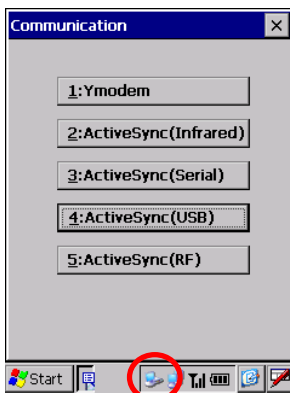 Communication
1:Ymodem
2:ActiveSync(Infrared)
3:ActiveSync(Serial)
4:ActiveSync(USB)
5:ActiveSync(RF)
Start